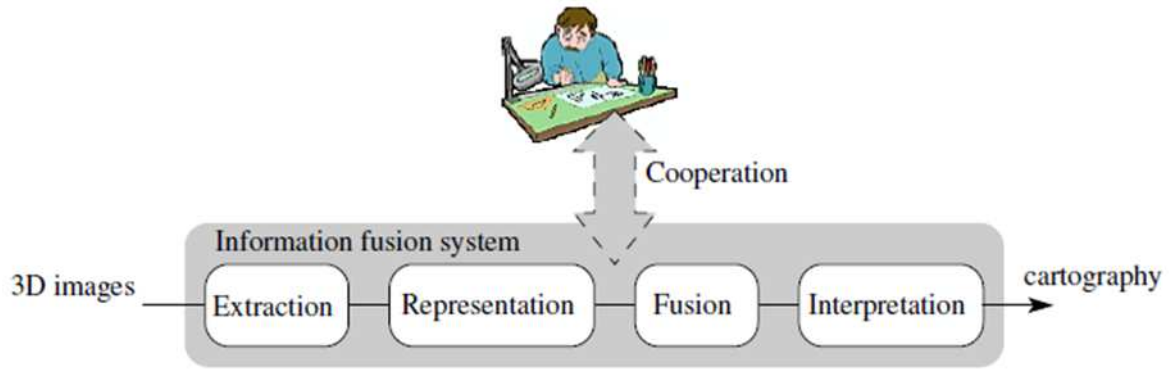 Cooperation
Information fusion system
3D images
Extraction
Representation
Fusion
Interpretation
cartography